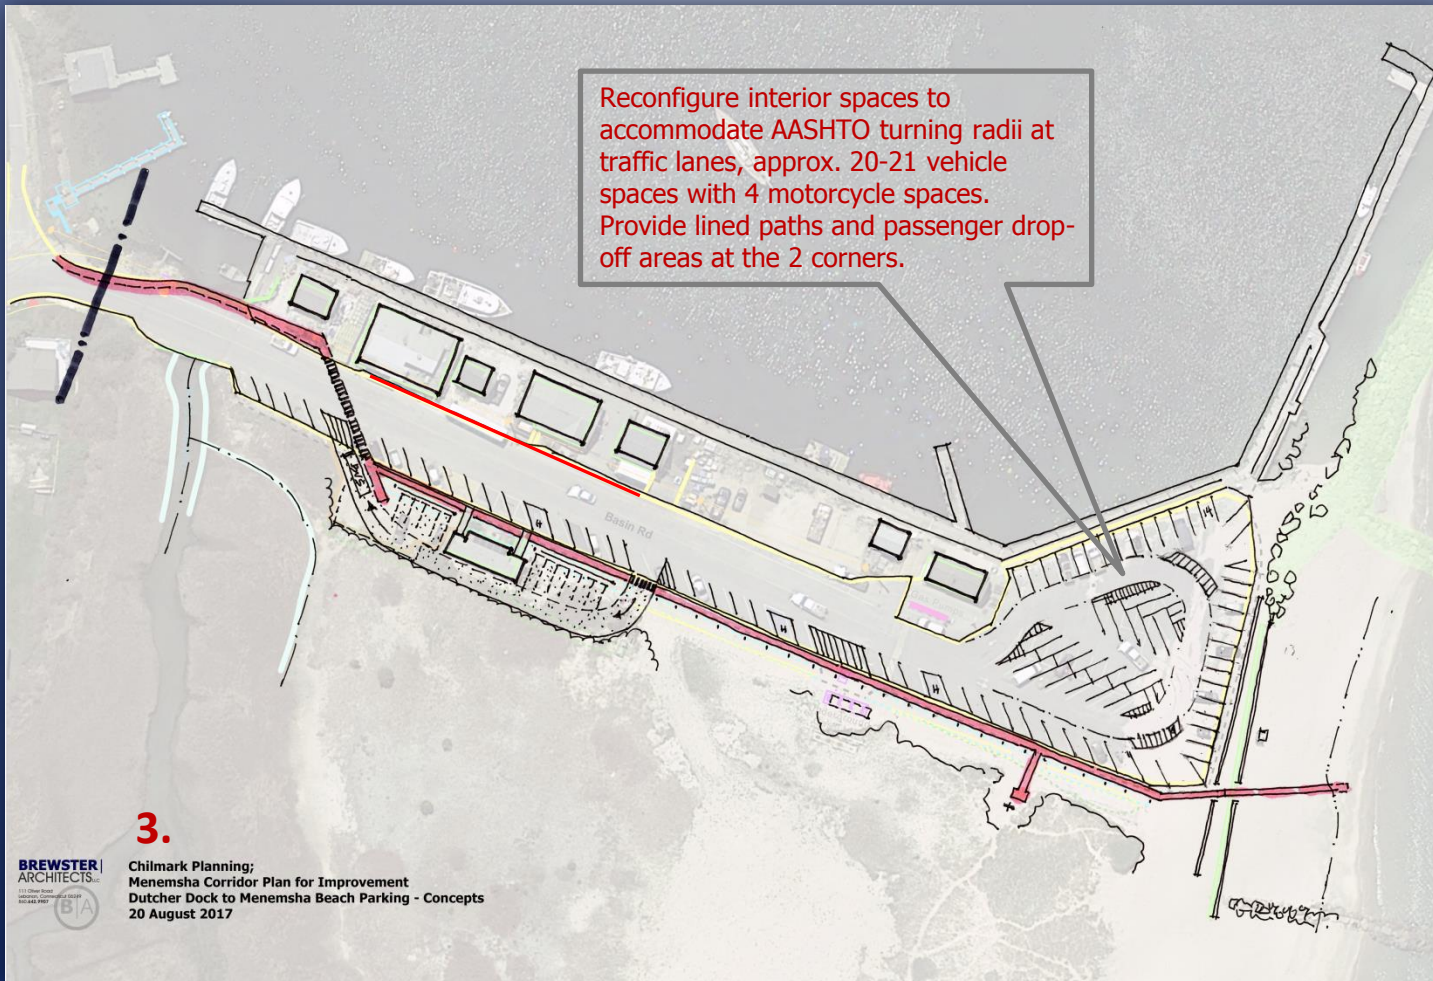 Reconfigure interior spaces to
accommodate AASHTO turning radii at
traffic lanes, approx. 20-21 vehicle
spaces with 4 motorcycle spaces.
Provide lined paths and passenger drop-
off areas at the 2 corners.
Basin Rd
H
H
H
14
3.
BREWSTER
ARCHITECTS LLC
B A
Chilmark Planning;
Menemsha Corridor Plan for Improvement
Dutcher Dock to Menemsha Beach Parking - Concepts
20 August 2017